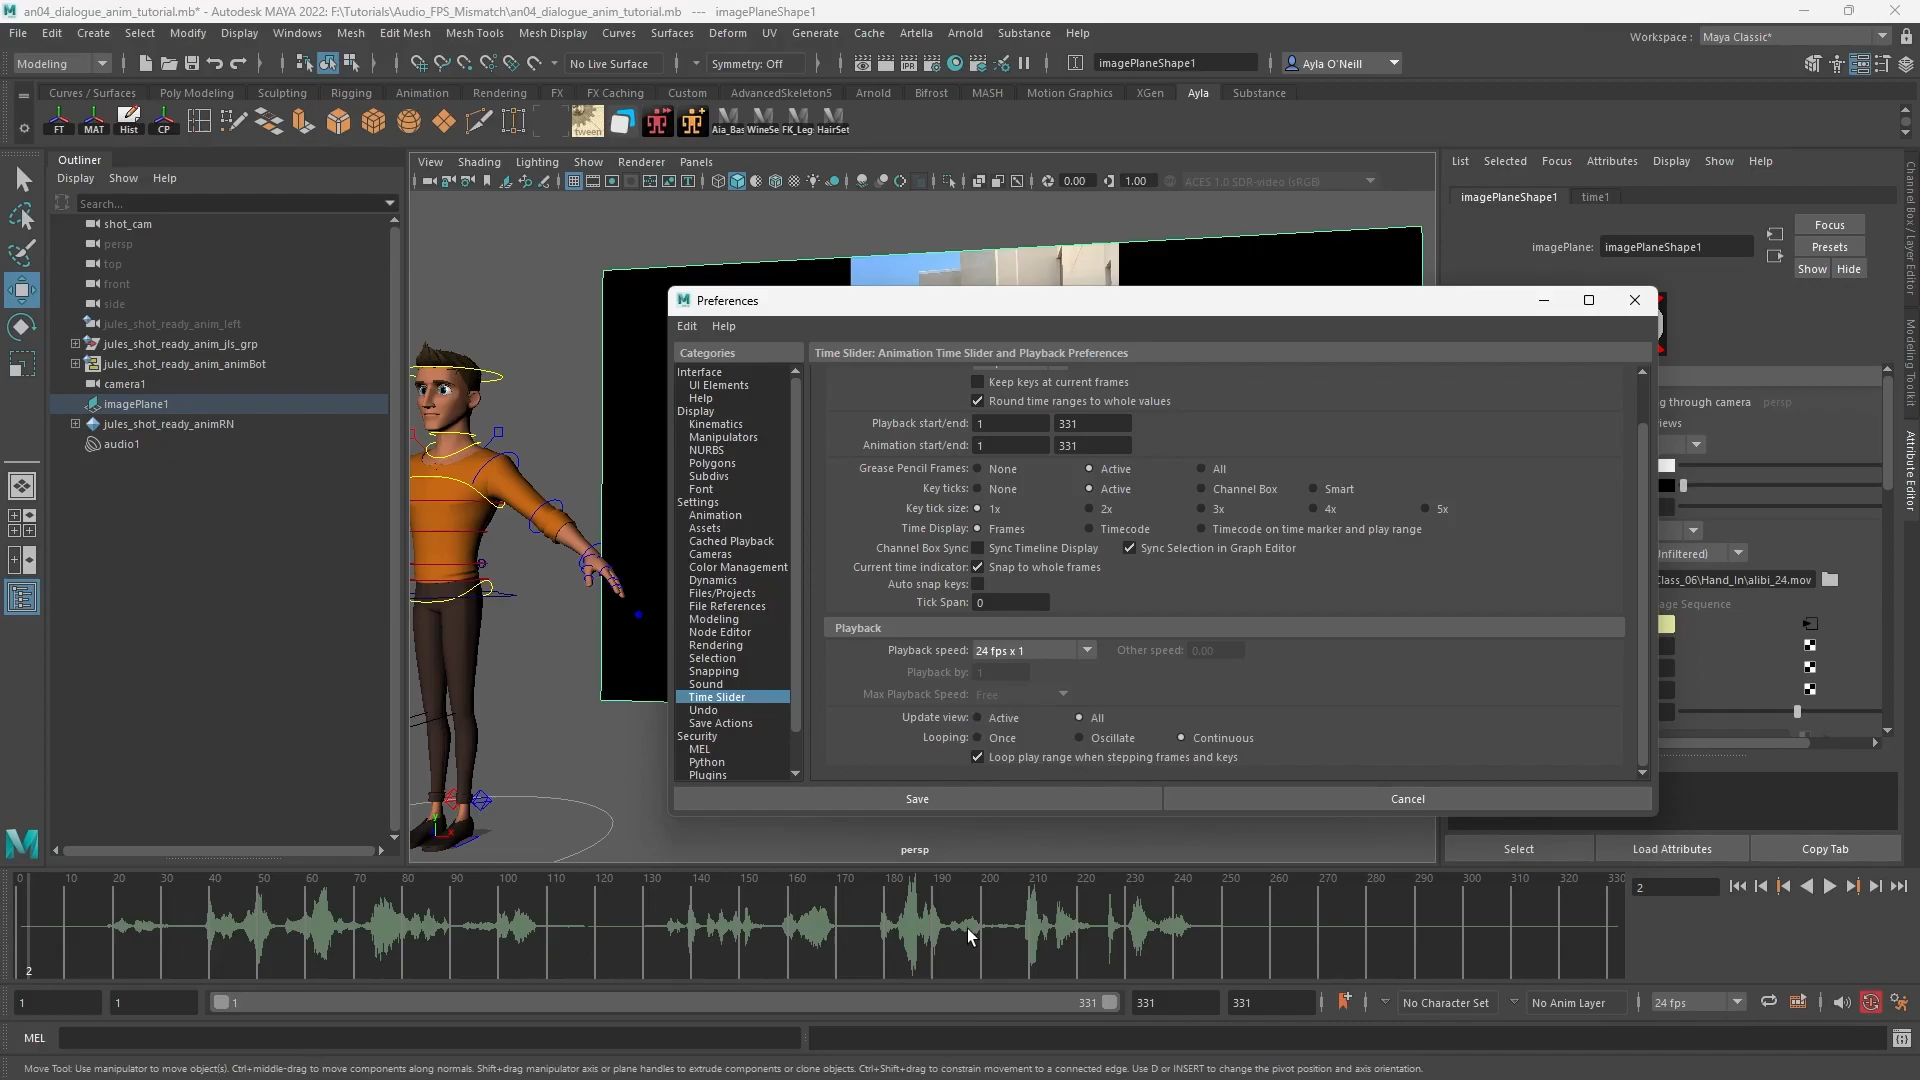 an04_dialogue_anim_tutorial.mb* - Autodesk MAYA 2022: F:\Tutorials\Audio_FPS_Mismatch\an04_dialogue_anim_tutorial.mb --- imagePlaneShape1
File Edit Create Select Modify Display Windows Mesh Edit Mesh Mesh Tools Mesh Display Curves Surfaces Deform UV Generate Cache Artella Arnold Substance Help
Workspace : Maya Classic*
Modeling
No Live Surface
Symmetry: Off
imagePlaneShape1
Ayla O'Neill
Curves / Surfaces Poly Modeling Sculpting Rigging Animation Rendering FX FX Caching Custom AdvancedSkeleton5 Arnold Bifrost MASH Motion Graphics XGen Ayla Substance
FT MAT Hist CP
tween
Aia_Bas WineSe FK_Leg HairSet
Outliner
Display Show Help
Search...
shot_cam
persp
top
front
side
jules_shot_ready_anim_left
jules_shot_ready_anim_jls_grp
jules_shot_ready_anim_animBot
camera1
imagePlane1
jules_shot_ready_animRN
audio1
View Shading Lighting Show Renderer Panels
0.00 1.00 ACES 1.0 SDR-video (sRGB)
persp
List Selected Focus Attributes Display Show Help
imagePlaneShape1 time1
Focus
imagePlane: imagePlaneShape1
Presets
Show Hide
g through camera persp
iews
nfiltered)
lass_06\Hand_In\alibi_24.mov
age Sequence
Select Load Attributes Copy Tab
Channel Box / Layer Editor
Modeling Toolkit
Attribute Editor
Preferences
Edit Help
Categories
Interface
UI Elements
Help
Display
Kinematics
Manipulators
NURBS
Polygons
Subdivs
Font
Settings
Animation
Assets
Cached Playback
Cameras
Color Management
Dynamics
Files/Projects
File References
Modeling
Node Editor
Rendering
Selection
Snapping
Sound
Time Slider
Undo
Save Actions
Security
MEL
Python
Plugins
Time Slider: Animation Time Slider and Playback Preferences
Keep keys at current frames
Round time ranges to whole values
Playback start/end: 1 331
Animation start/end: 1 331
Grease Pencil Frames: None Active All
Key ticks: None Active Channel Box Smart
Key tick size: 1x 2x 3x 4x 5x
Time Display: Frames Timecode Timecode on time marker and play range
Channel Box Sync: Sync Timeline Display Sync Selection in Graph Editor
Current time indicator: Snap to whole frames
Auto snap keys:
Tick Span: 0
Playback
Playback speed: 24 fps x 1 Other speed: 0.00
Playback by: 1
Max Playback Speed: Free
Update view: Active All
Looping: Once Oscillate Continuous
Loop play range when stepping frames and keys
Save Cancel
0 10 20 30 40 50 60 70 80 90 100 110 120 130 140 150 160 170 180 190 200 210 220 230 240 250 260 270 280 290 300 310 320 330
2
2
1 1 1 331 331 331 No Character Set No Anim Layer 24 fps
MEL
Move Tool: Use manipulator to move object(s). Ctrl+middle-drag to move components along normals. Shift+drag manipulator axis or plane handles to extrude components or clone objects. Ctrl+Shift+drag to constrain movement to a connected edge. Use D or INSERT to change the pivot position and axis orientation.